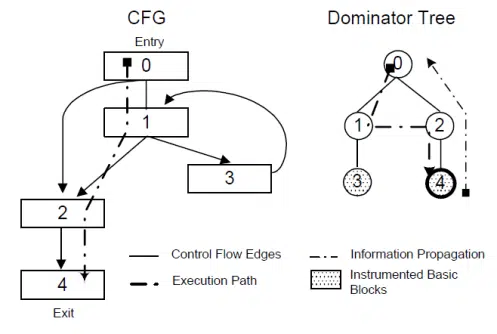 CFG
Dominator Tree
Entry
0
1
3
2
4
Exit
0
1
2
3
4
Control Flow Edges
Execution Path
Information Propagation
Instrumented Basic
Blocks